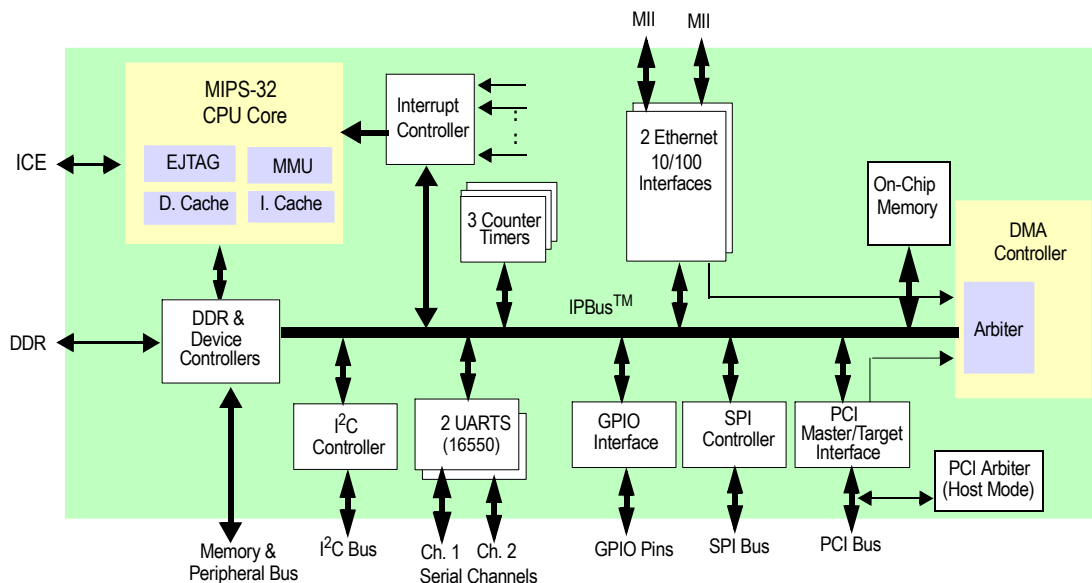 MII
MII
MIPS-32
CPU Core
EJTAG
MMU
D. Cache
I. Cache
ICE
Interrupt
Controller
:
:
2 Ethernet
10/100
Interfaces
3 Counter
Timers
On-Chip
Memory
DMA
Controller
Arbiter
IPBus™
DDR
DDR &
Device
Controllers
I²C
Controller
2 UARTS
(16550)
GPIO
Interface
SPI
Controller
PCI
Master/Target
Interface
PCI Arbiter
(Host Mode)
Memory &
Peripheral Bus
I²C Bus
Ch. 1
Ch. 2
Serial Channels
GPIO Pins
SPI Bus
PCI Bus